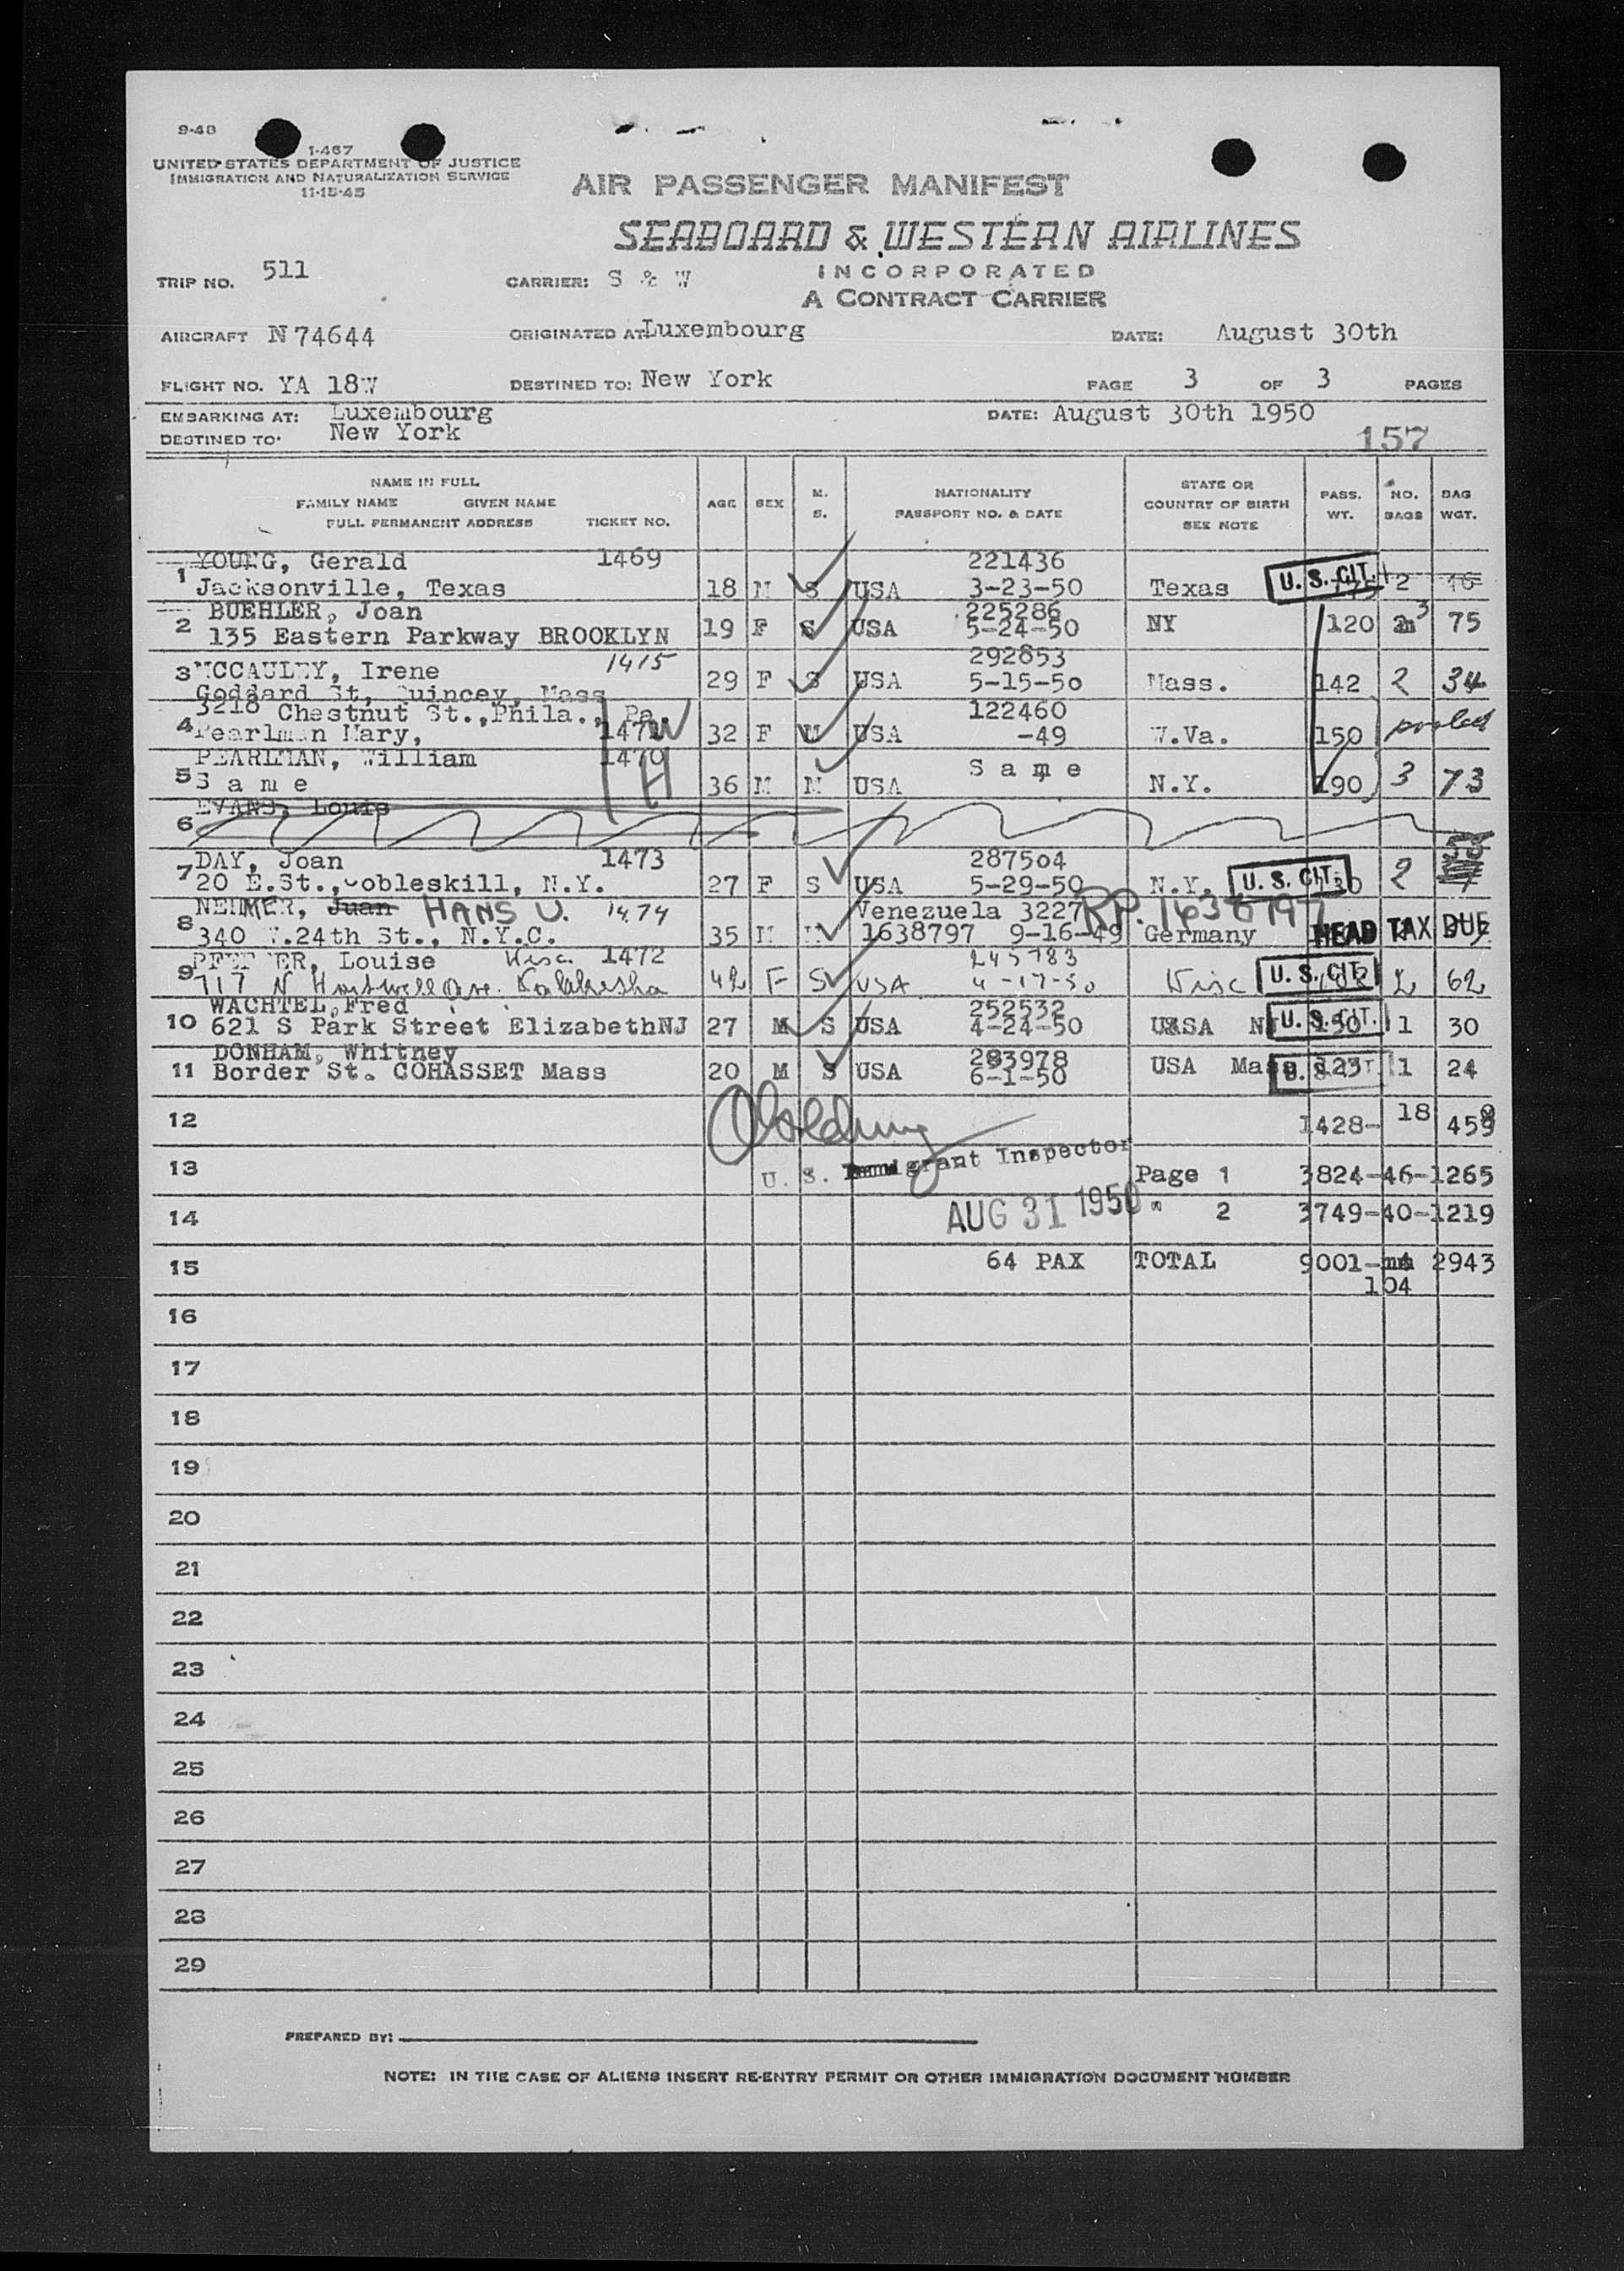 9-48
1-467
UNITED STATES DEPARTMENT OF JUSTICE
IMMIGRATION AND NATURALIZATION SERVICE
11-15-45
AIR PASSENGER MANIFEST
SEABOARD & WESTERN AIRLINES
INCORPORATED
A CONTRACT CARRIER
TRIP NO. 511 CARRIER: S & W
AIRCRAFT N 74644 ORIGINATED AT Luxembourg DATE: August 30th
FLIGHT NO. YA 18W DESTINED TO: New York PAGE 3 OF 3 PAGES
EMBARKING AT: Luxembourg DATE: August 30th 1950
DESTINED TO: New York
157
NAME IN FULL
FAMILY NAME GIVEN NAME
FULL PERMANENT ADDRESS TICKET NO. AGE SEX M. S. NATIONALITY PASSPORT NO. & DATE STATE OR COUNTRY OF BIRTH SEE NOTE PASS. WT. NO. BAGS BAG WGT.
YOUNG, Gerald 1469 221436
1 Jacksonville, Texas 18 M S USA 3-23-50 Texas U. S. CIT. 2 16
BUEHLER, Joan 225286
2 135 Eastern Parkway BROOKLYN 19 F S USA 5-24-50 NY 120 3 75
3 MCCAULEY, Irene 1415 292853
Goddard St, Quincey, Mass 29 F S USA 5-15-50 Mass. 142 2 34
3218 Chestnut St.,Phila., Pa. 122460
4 Pearlman Mary, 1471 W 32 F M USA -49 W.Va. 150 pooled
PEARLMAN, William 1470 Same
5 Same H 36 M M USA N.Y. 190 3 73
6 EVANS, Louis
DAY, Joan 1473 287504
7 20 E.St., Cobleskill, N.Y. 27 F S USA 5-29-50 N.Y. U. S. CIT. 130 2
NEHMER, Juan HANS U. 1474 Venezuela 3227 RP. 1638797
8 340 W.24th St., N.Y.C. 35 M M 1638797 9-16-49 Germany HEAD TAX DUE
9 Louise Wisc. 1472 245783
717 N Hartwell Ave. 42 F S USA 4-17-50 Wisc U. S. CIT. 2 62
WACHTEL, Fred 252532
10 621 S Park Street ElizabethNJ 27 M S USA 4-24-50 USA NJ U. S. CIT. 150 1 30
DONHAM, Whitney 283978
11 Border St. COHASSET Mass 20 M S USA 6-1-50 USA Mass U. S. CIT. 123 1 24
12 1428- 18 459
U. S. Immigrant Inspector
13 Page 1 3824-46-1265
AUG 31 1950
14 " 2 3749-40-1219
15 64 PAX TOTAL 9001- 104 2943
16
17
18
19
20
21
22
23
24
25
26
27
28
29
PREPARED BY:
NOTE: IN THE CASE OF ALIENS INSERT RE-ENTRY PERMIT OR OTHER IMMIGRATION DOCUMENT NUMBER